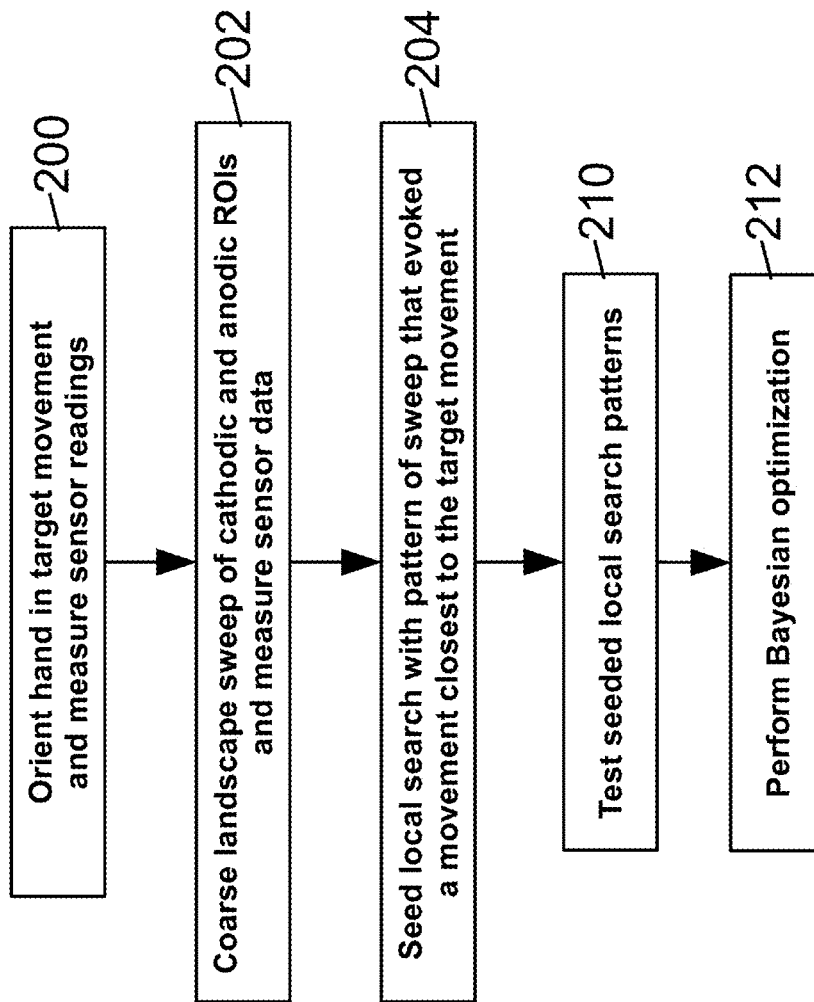 200
Orient hand in target movement
and measure sensor readings
202
Coarse landscape sweep of cathodic and anodic ROIs
and measure sensor data
204
Seed local search with pattern of sweep that evoked
a movement closest to the target movement
210
Test seeded local search patterns
212
Perform Bayesian optimization